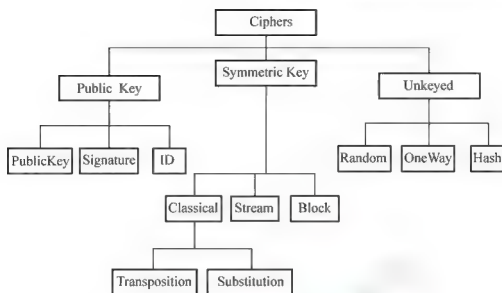 Ciphers
Public Key
Symmetric Key
Unkeyed
PublicKey
Signature
ID
Random
OneWay
Hash
Classical
Stream
Block
Transposition
Substitution